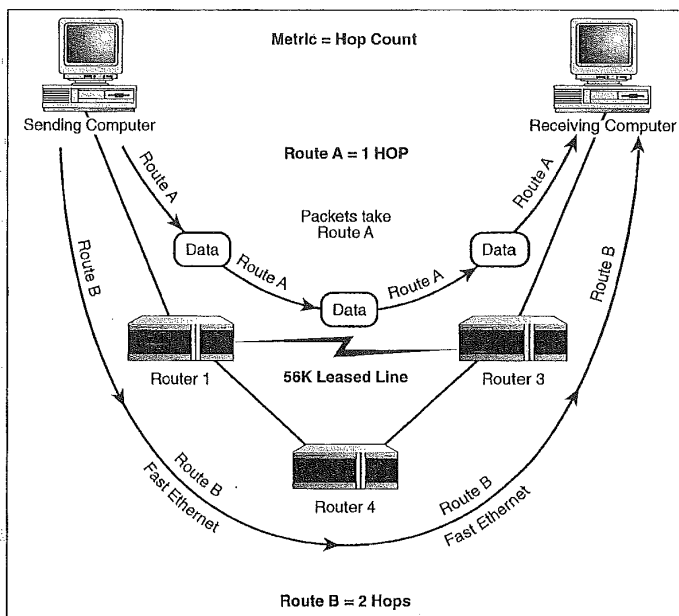 Metric = Hop Count
Sending Computer
Receiving Computer
Route A = 1 HOP
Route A
Route A
Packets take
Route A
Data
Data
Route A
Route A
Data
Route B
Route B
Router 1
56K Leased Line
Router 3
Router 4
Route B
Fast Ethernet
Route B
Fast Ethernet
Route B = 2 Hops